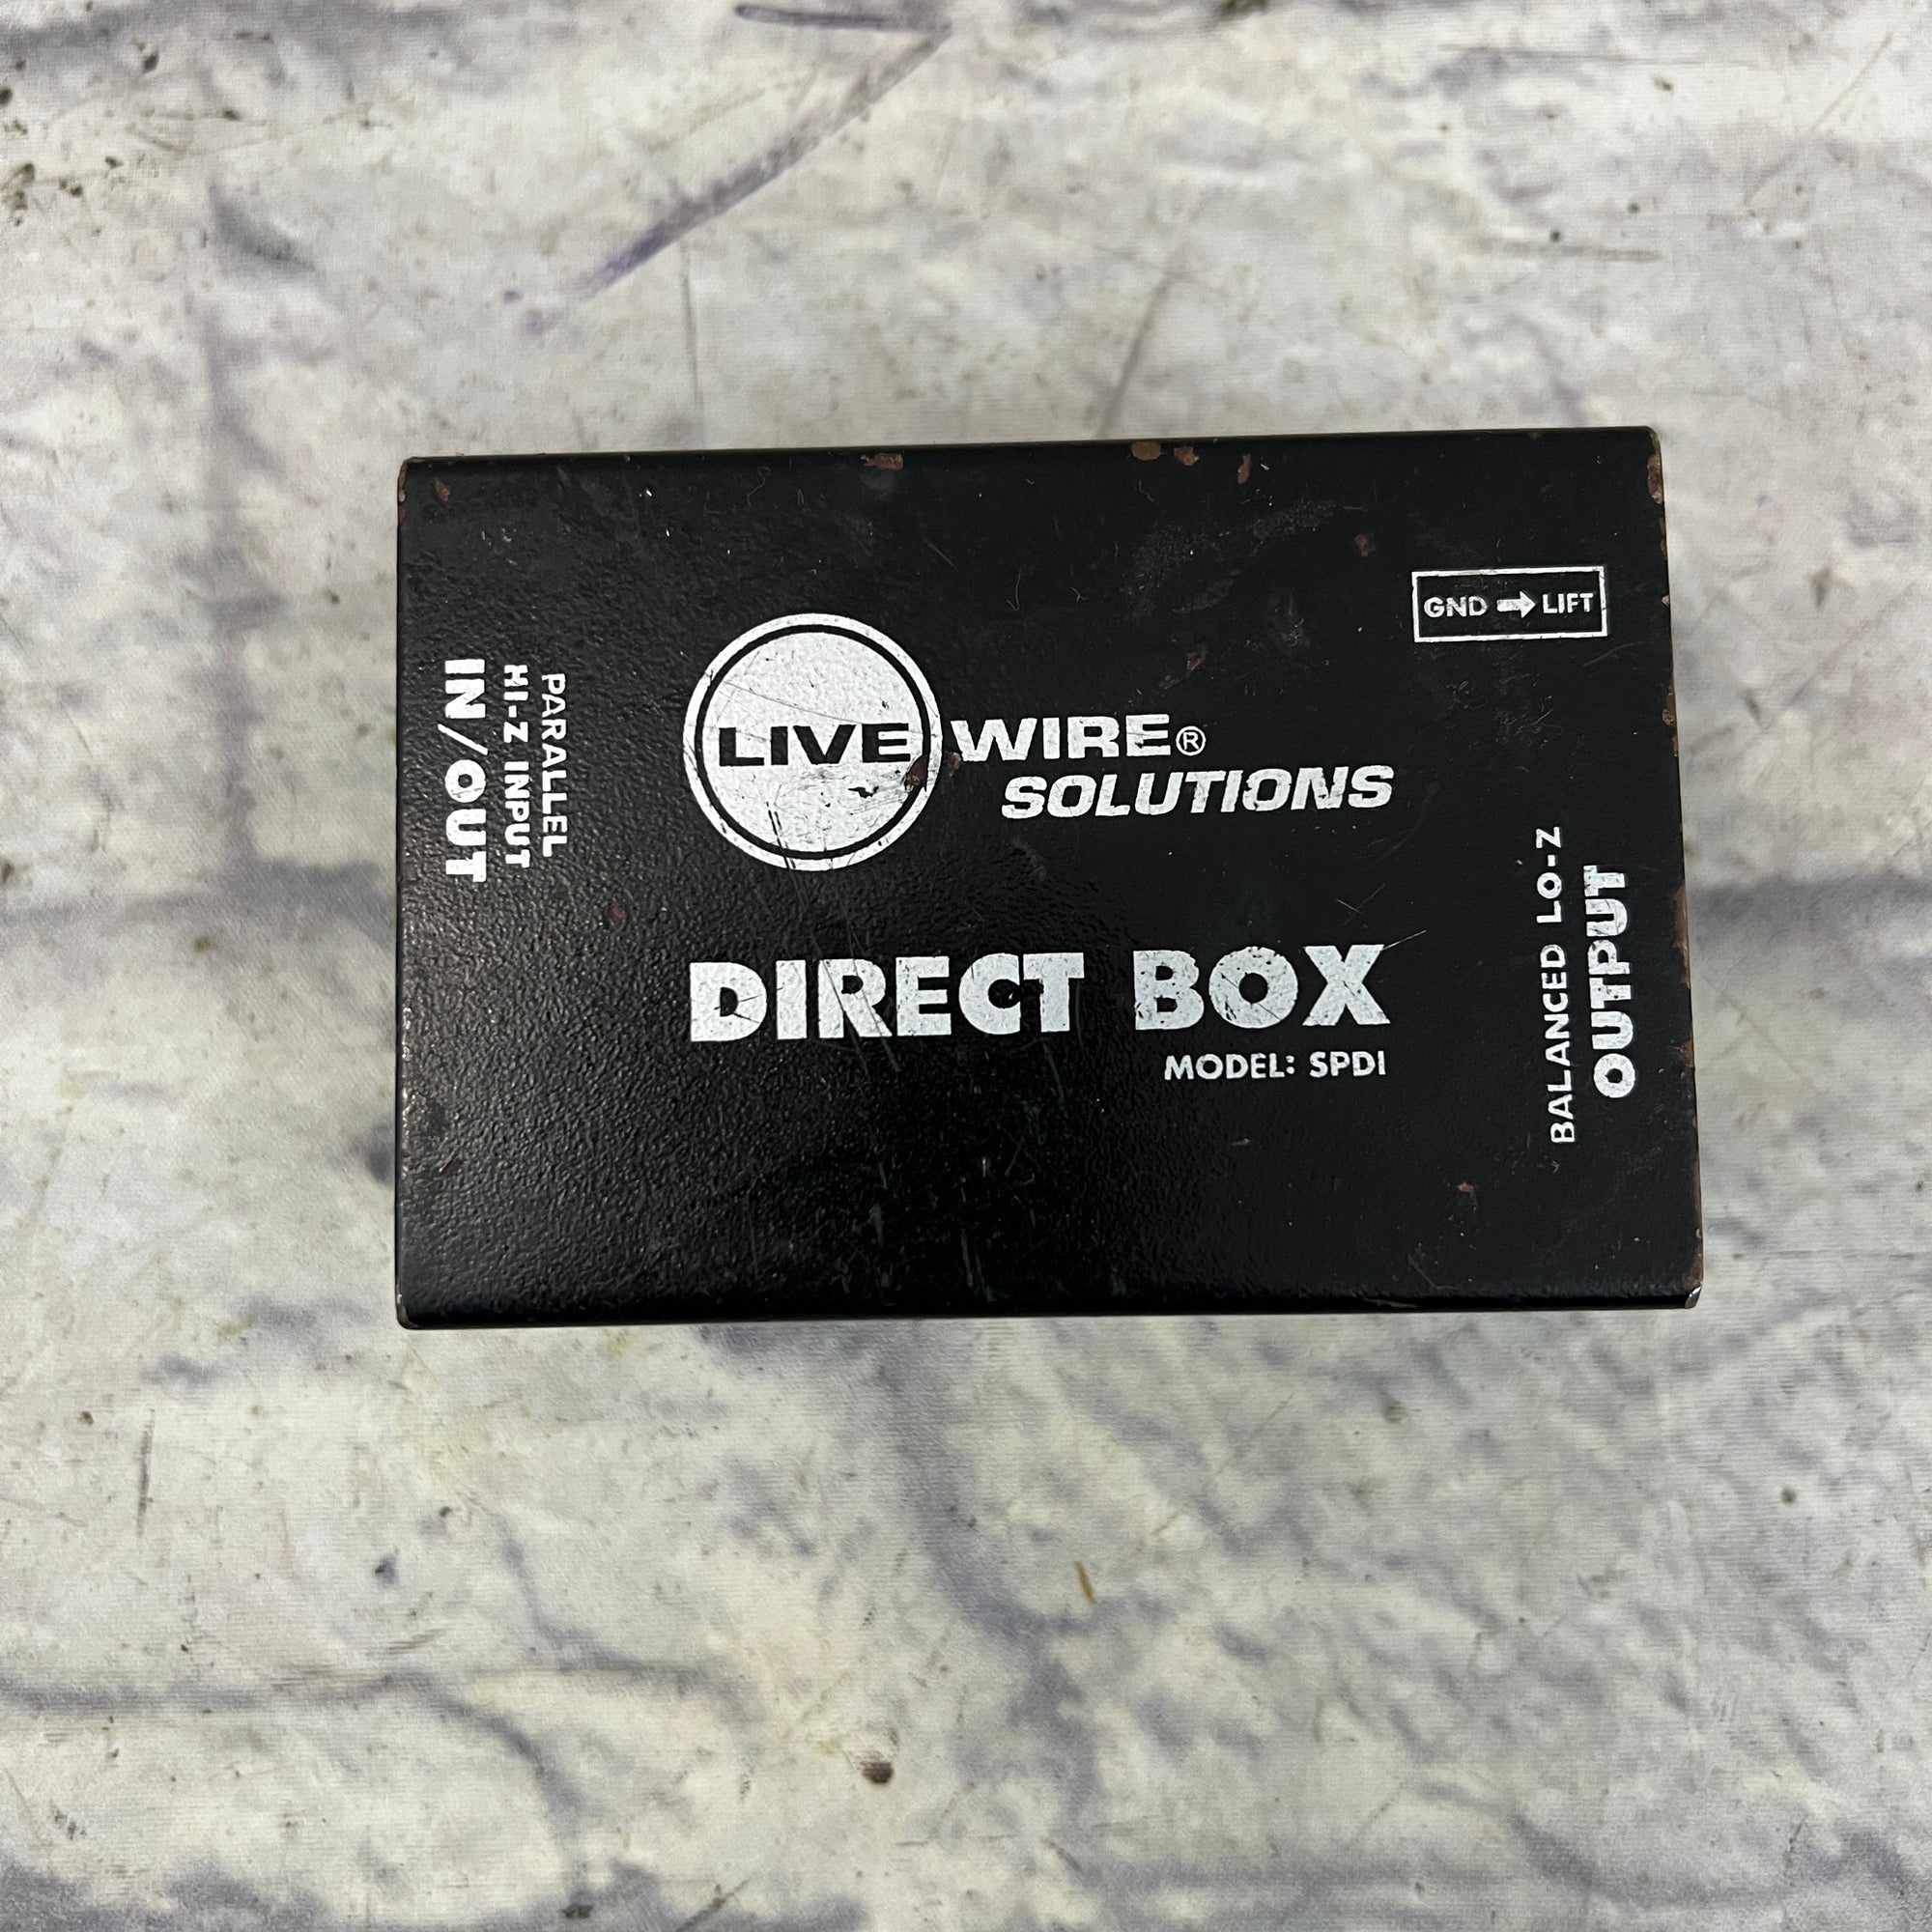 PARALLEL
HI-Z INPUT
IN/OUT
LIVE WIRE®
SOLUTIONS
DIRECT BOX
MODEL: SPDI
GND ➡ LIFT
BALANCED LO-Z
OUTPUT